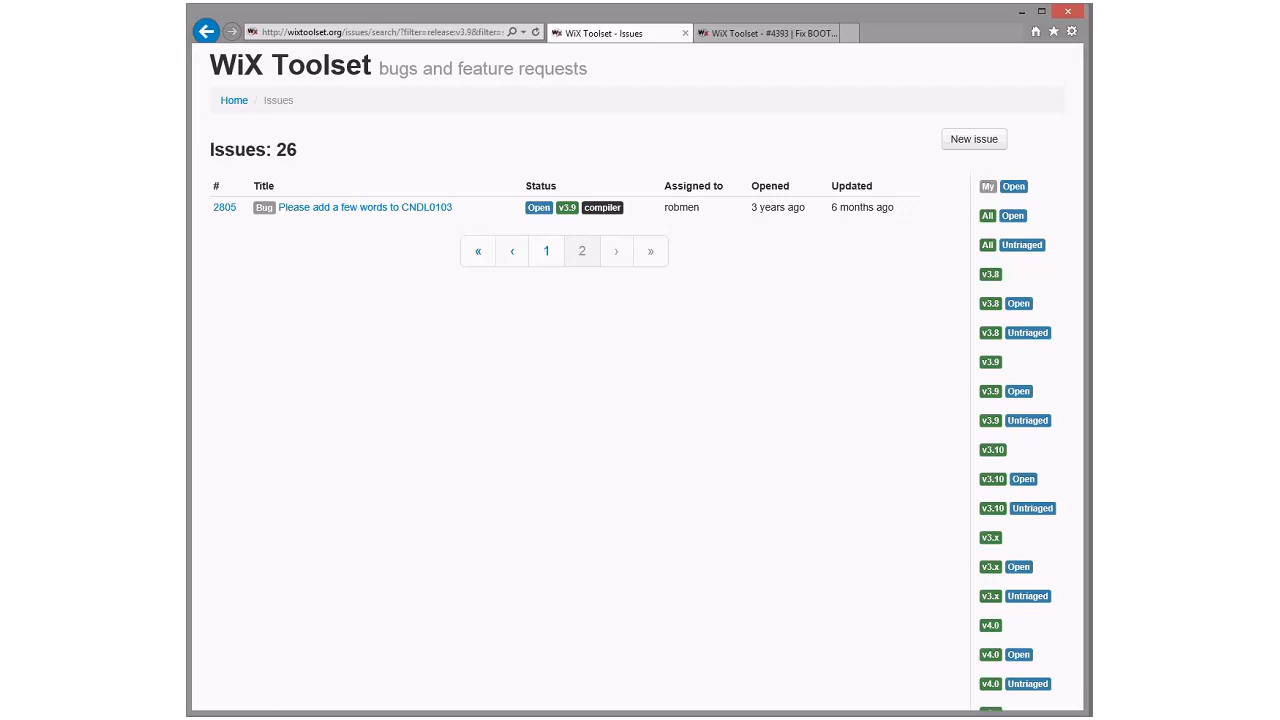 http://wixtoolset.org/issues/search/?filter=release:v3.9&filter=:
WiX Toolset - Issues
WiX Toolset - #4393 | Fix BOOT...
WiX Toolset bugs and feature requests
Home / Issues
Issues: 26
New issue
# Title Status Assigned to Opened Updated
2805 Bug Please add a few words to CNDL0103 Open v3.9 compiler robmen 3 years ago 6 months ago
« ‹ 1 2 › »
My Open
All Open
All Untriaged
v3.8
v3.8 Open
v3.8 Untriaged
v3.9
v3.9 Open
v3.9 Untriaged
v3.10
v3.10 Open
v3.10 Untriaged
v3.x
v3.x Open
v3.x Untriaged
v4.0
v4.0 Open
v4.0 Untriaged